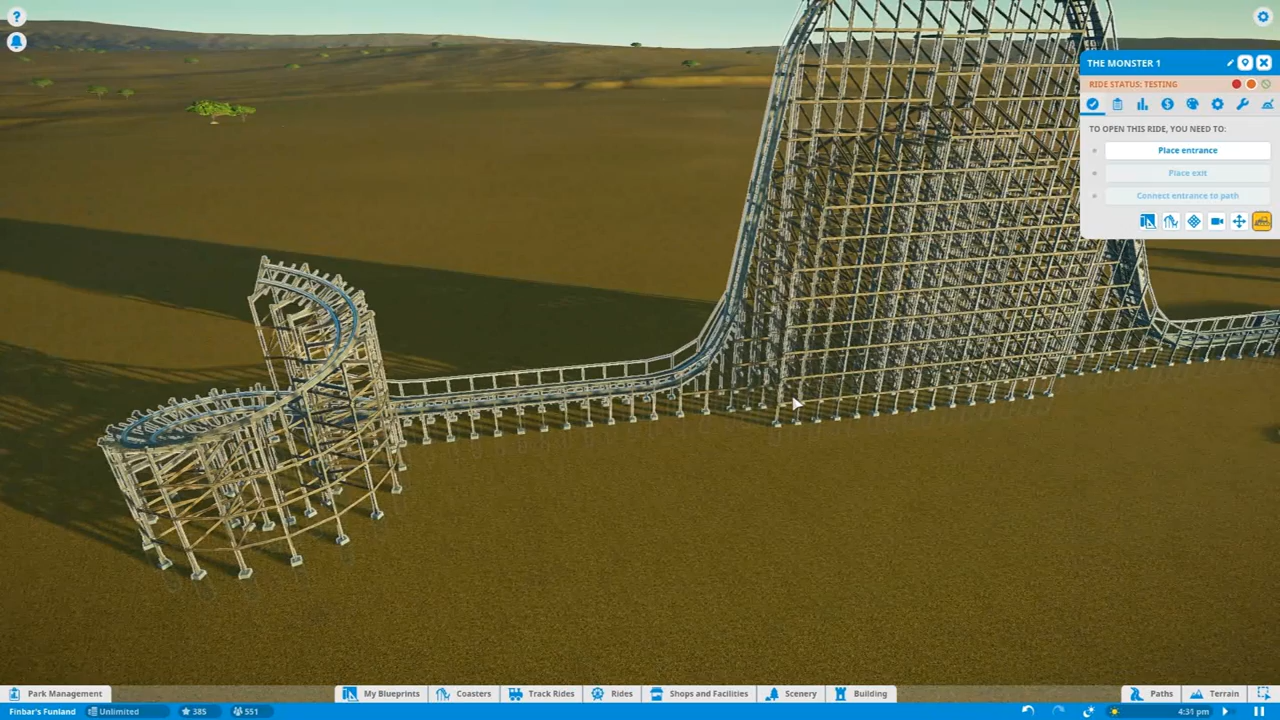 ?
THE MONSTER 1
RIDE STATUS: TESTING
TO OPEN THIS RIDE, YOU NEED TO:
Place entrance
Place exit
Connect entrance to path
Park Management
My Blueprints
Coasters
Track Rides
Rides
Shops and Facilities
Scenery
Building
Paths
Terrain
Finbar's Funland
Unlimited
385
551
4:31 pm